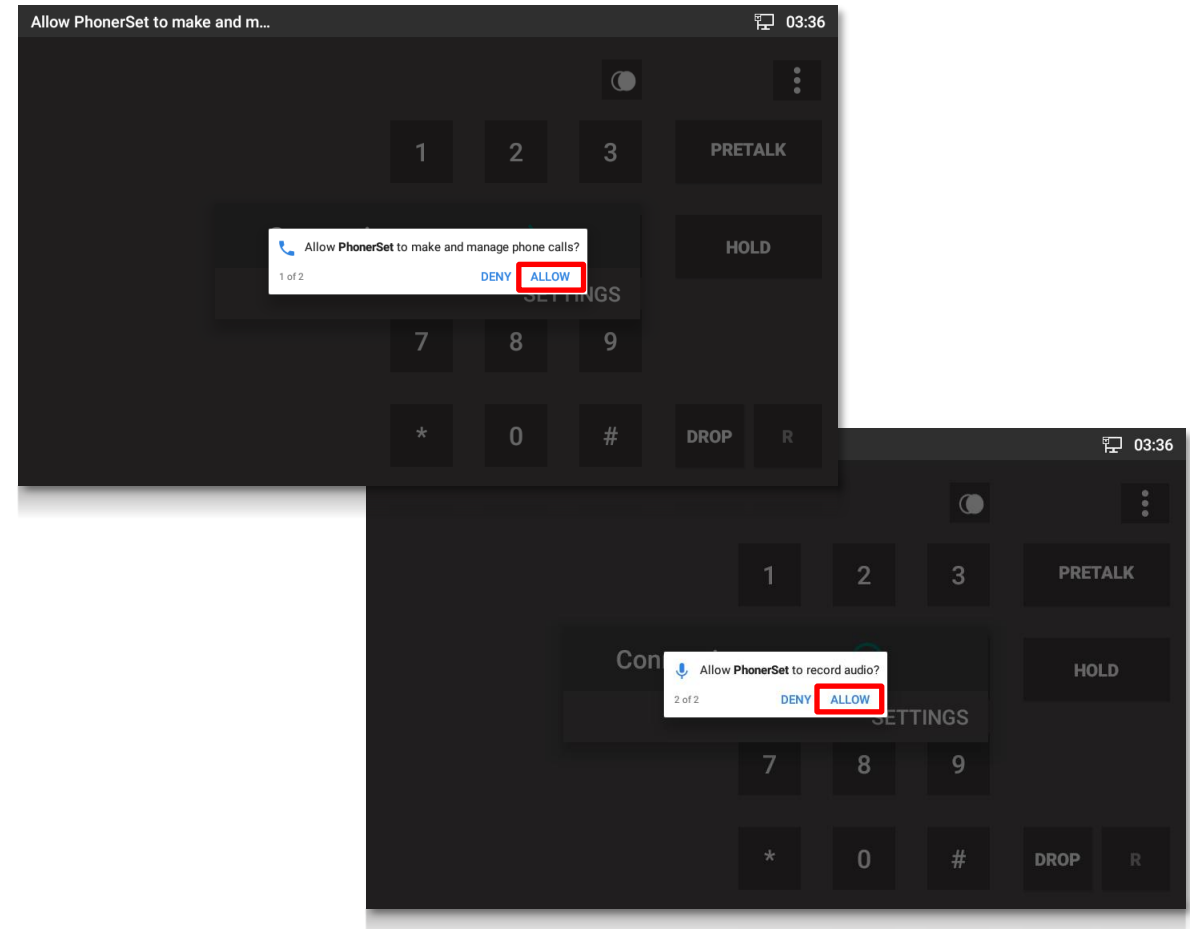 Allow PhonerSet to make and m... 03:36
1 2 3 PRETALK
Allow PhonerSet to make and manage phone calls?
HOLD
1 of 2 DENY ALLOW
SETTINGS
7 8 9
* 0 # DROP R
03:36
1 2 3 PRETALK
Con
Allow PhonerSet to record audio?
HOLD
2 of 2 DENY ALLOW
SETTINGS
7 8 9
* 0 # DROP R